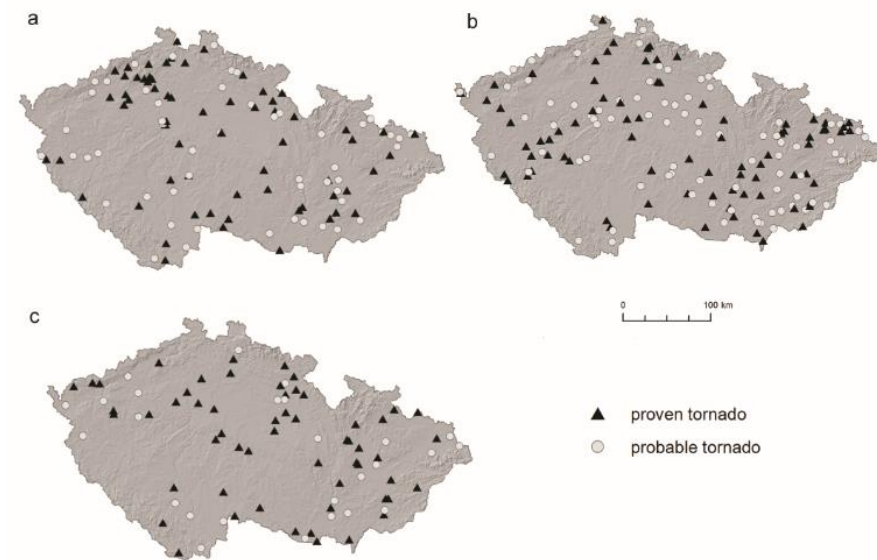 a
b
c
0 100 km
proven tornado
probable tornado